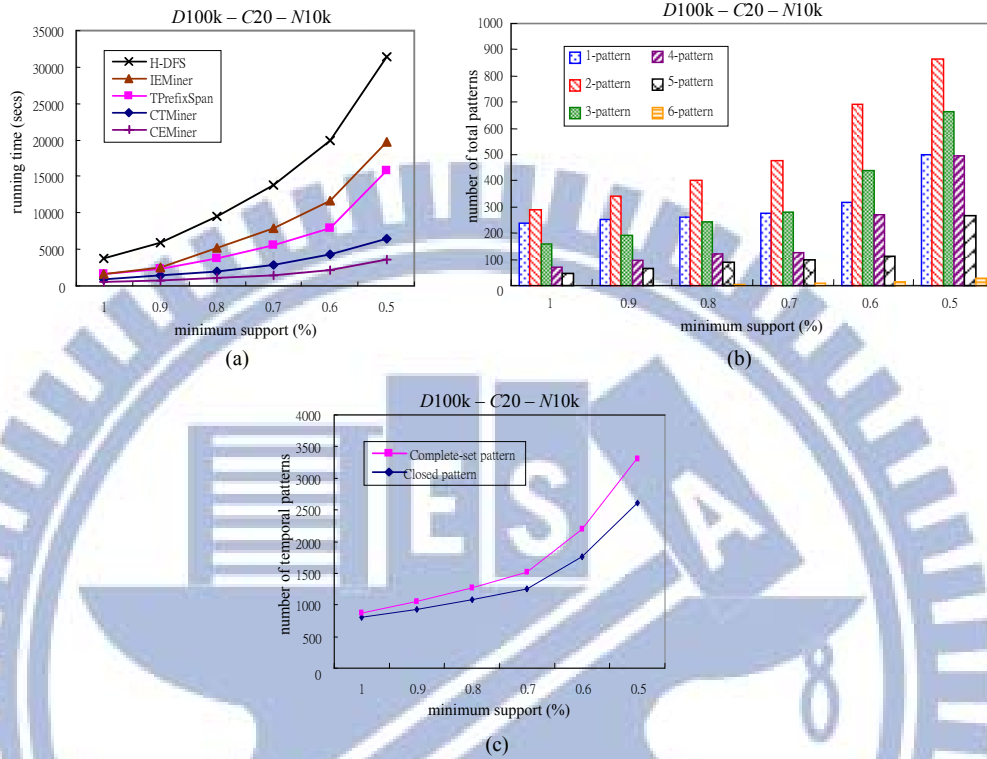 D100k – C20 – N10k
35000
30000
25000
20000
15000
10000
5000
0
running time (secs)
H-DFS
IEMiner
TPrefixSpan
CTMiner
CEMiner
1 0.9 0.8 0.7 0.6 0.5
minimum support (%)
(a)
D100k – C20 – N10k
1000
900
800
700
600
500
400
300
200
100
0
number of total patterns
1-pattern 4-pattern
2-pattern 5-pattern
3-pattern 6-pattern
1 0.9 0.8 0.7 0.6 0.5
minimum support (%)
(b)
D100k – C20 – N10k
4000
3500
3000
2500
2000
1500
1000
500
0
number of temporal patterns
Complete-set pattern
Closed pattern
1 0.9 0.8 0.7 0.6 0.5
minimum support (%)
(c)
E S A
8